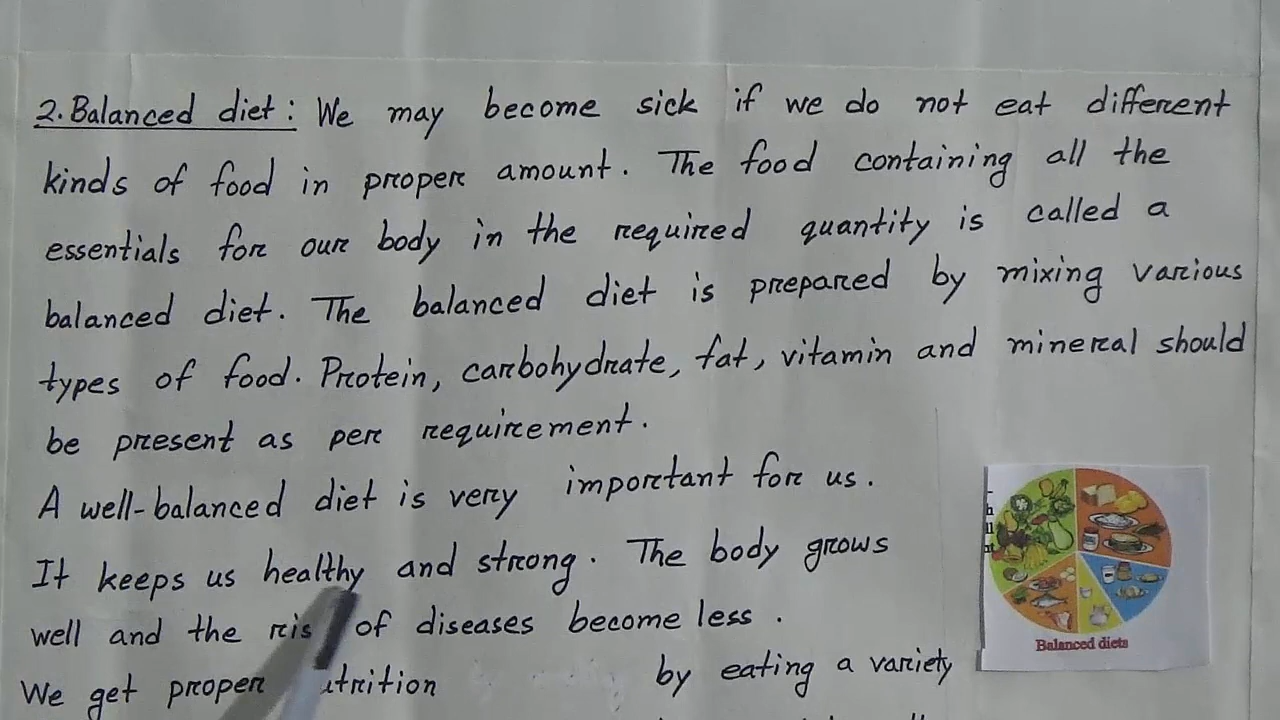 2. Balanced diet: We may become sick if we do not eat different
kinds of food in proper amount. The food containing all the
essentials for our body in the required quantity is called a
balanced diet. The balanced diet is prepared by mixing various
types of food. Protein, carbohydrate, fat, vitamin and mineral should
be present as per requirement.
A well-balanced diet is very important for us.
It keeps us healthy and strong. The body grows
well and the ris of diseases become less.
We get proper utrition by eating a variety
Balanced diets